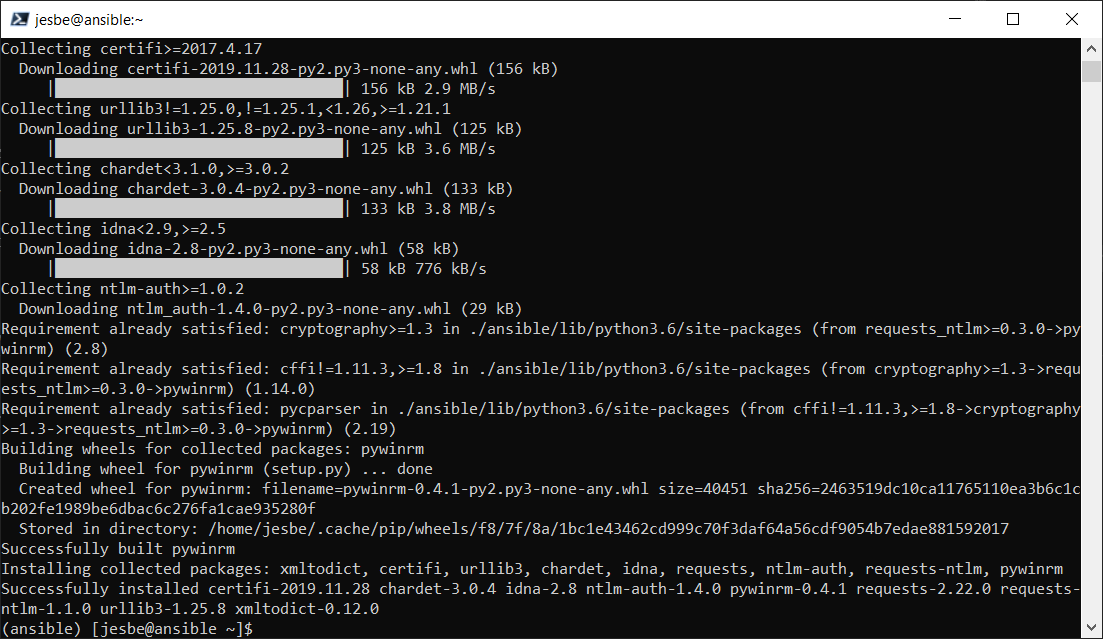 jesbe@ansible:~
Collecting certifi>=2017.4.17
  Downloading certifi-2019.11.28-py2.py3-none-any.whl (156 kB)
     |████████████████████████████████| 156 kB 2.9 MB/s
Collecting urllib3!=1.25.0,!=1.25.1,<1.26,>=1.21.1
  Downloading urllib3-1.25.8-py2.py3-none-any.whl (125 kB)
     |████████████████████████████████| 125 kB 3.6 MB/s
Collecting chardet<3.1.0,>=3.0.2
  Downloading chardet-3.0.4-py2.py3-none-any.whl (133 kB)
     |████████████████████████████████| 133 kB 3.8 MB/s
Collecting idna<2.9,>=2.5
  Downloading idna-2.8-py2.py3-none-any.whl (58 kB)
     |████████████████████████████████| 58 kB 776 kB/s
Collecting ntlm-auth>=1.0.2
  Downloading ntlm_auth-1.4.0-py2.py3-none-any.whl (29 kB)
Requirement already satisfied: cryptography>=1.3 in ./ansible/lib/python3.6/site-packages (from requests_ntlm>=0.3.0->py
winrm) (2.8)
Requirement already satisfied: cffi!=1.11.3,>=1.8 in ./ansible/lib/python3.6/site-packages (from cryptography>=1.3->requ
ests_ntlm>=0.3.0->pywinrm) (1.14.0)
Requirement already satisfied: pycparser in ./ansible/lib/python3.6/site-packages (from cffi!=1.11.3,>=1.8->cryptography
>=1.3->requests_ntlm>=0.3.0->pywinrm) (2.19)
Building wheels for collected packages: pywinrm
  Building wheel for pywinrm (setup.py) ... done
  Created wheel for pywinrm: filename=pywinrm-0.4.1-py2.py3-none-any.whl size=40451 sha256=2463519dc10ca11765110ea3b6c1c
b202fe1989be6dbac6c276fa1cae935280f
  Stored in directory: /home/jesbe/.cache/pip/wheels/f8/7f/8a/1bc1e43462cd999c70f3daf64a56cdf9054b7edae881592017
Successfully built pywinrm
Installing collected packages: xmltodict, certifi, urllib3, chardet, idna, requests, ntlm-auth, requests-ntlm, pywinrm
Successfully installed certifi-2019.11.28 chardet-3.0.4 idna-2.8 ntlm-auth-1.4.0 pywinrm-0.4.1 requests-2.22.0 requests-
ntlm-1.1.0 urllib3-1.25.8 xmltodict-0.12.0
(ansible) [jesbe@ansible ~]$